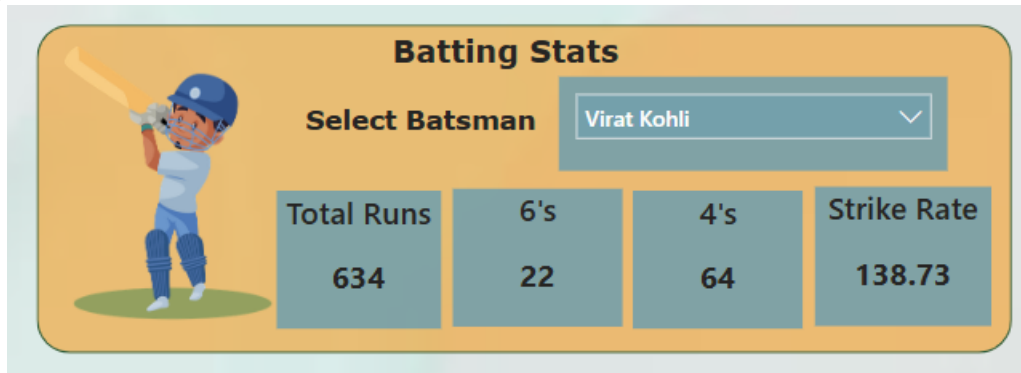 Batting Stats
Select Batsman
Virat Kohli
Total Runs
6's
4's
Strike Rate
634
22
64
138.73